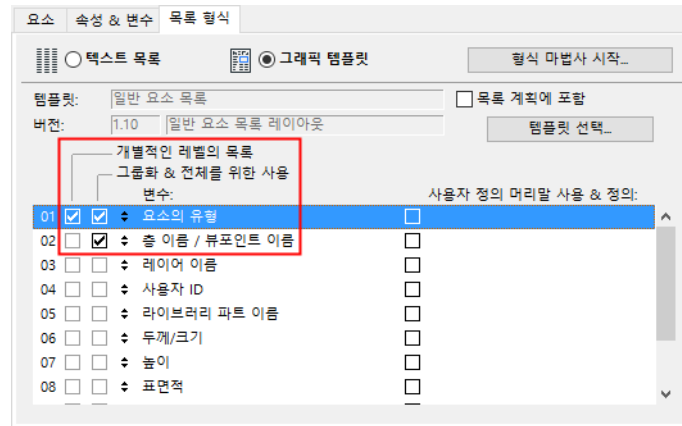 요소 속성 & 변수 목록 형식
텍스트 목록 그래픽 템플릿 형식 마법사 시작...
템플릿: 일반 요소 목록 목록 계획에 포함
버전: 1.10 일반 요소 목록 레이아웃 템플릿 선택...
개별적인 레벨의 목록
그룹화 & 전체를 위한 사용
변수: 사용자 정의 머리말 사용 & 정의:
01 요소의 유형
02 층 이름 / 뷰포인트 이름
03 레이어 이름
04 사용자 ID
05 라이브러리 파트 이름
06 두께/크기
07 높이
08 표면적